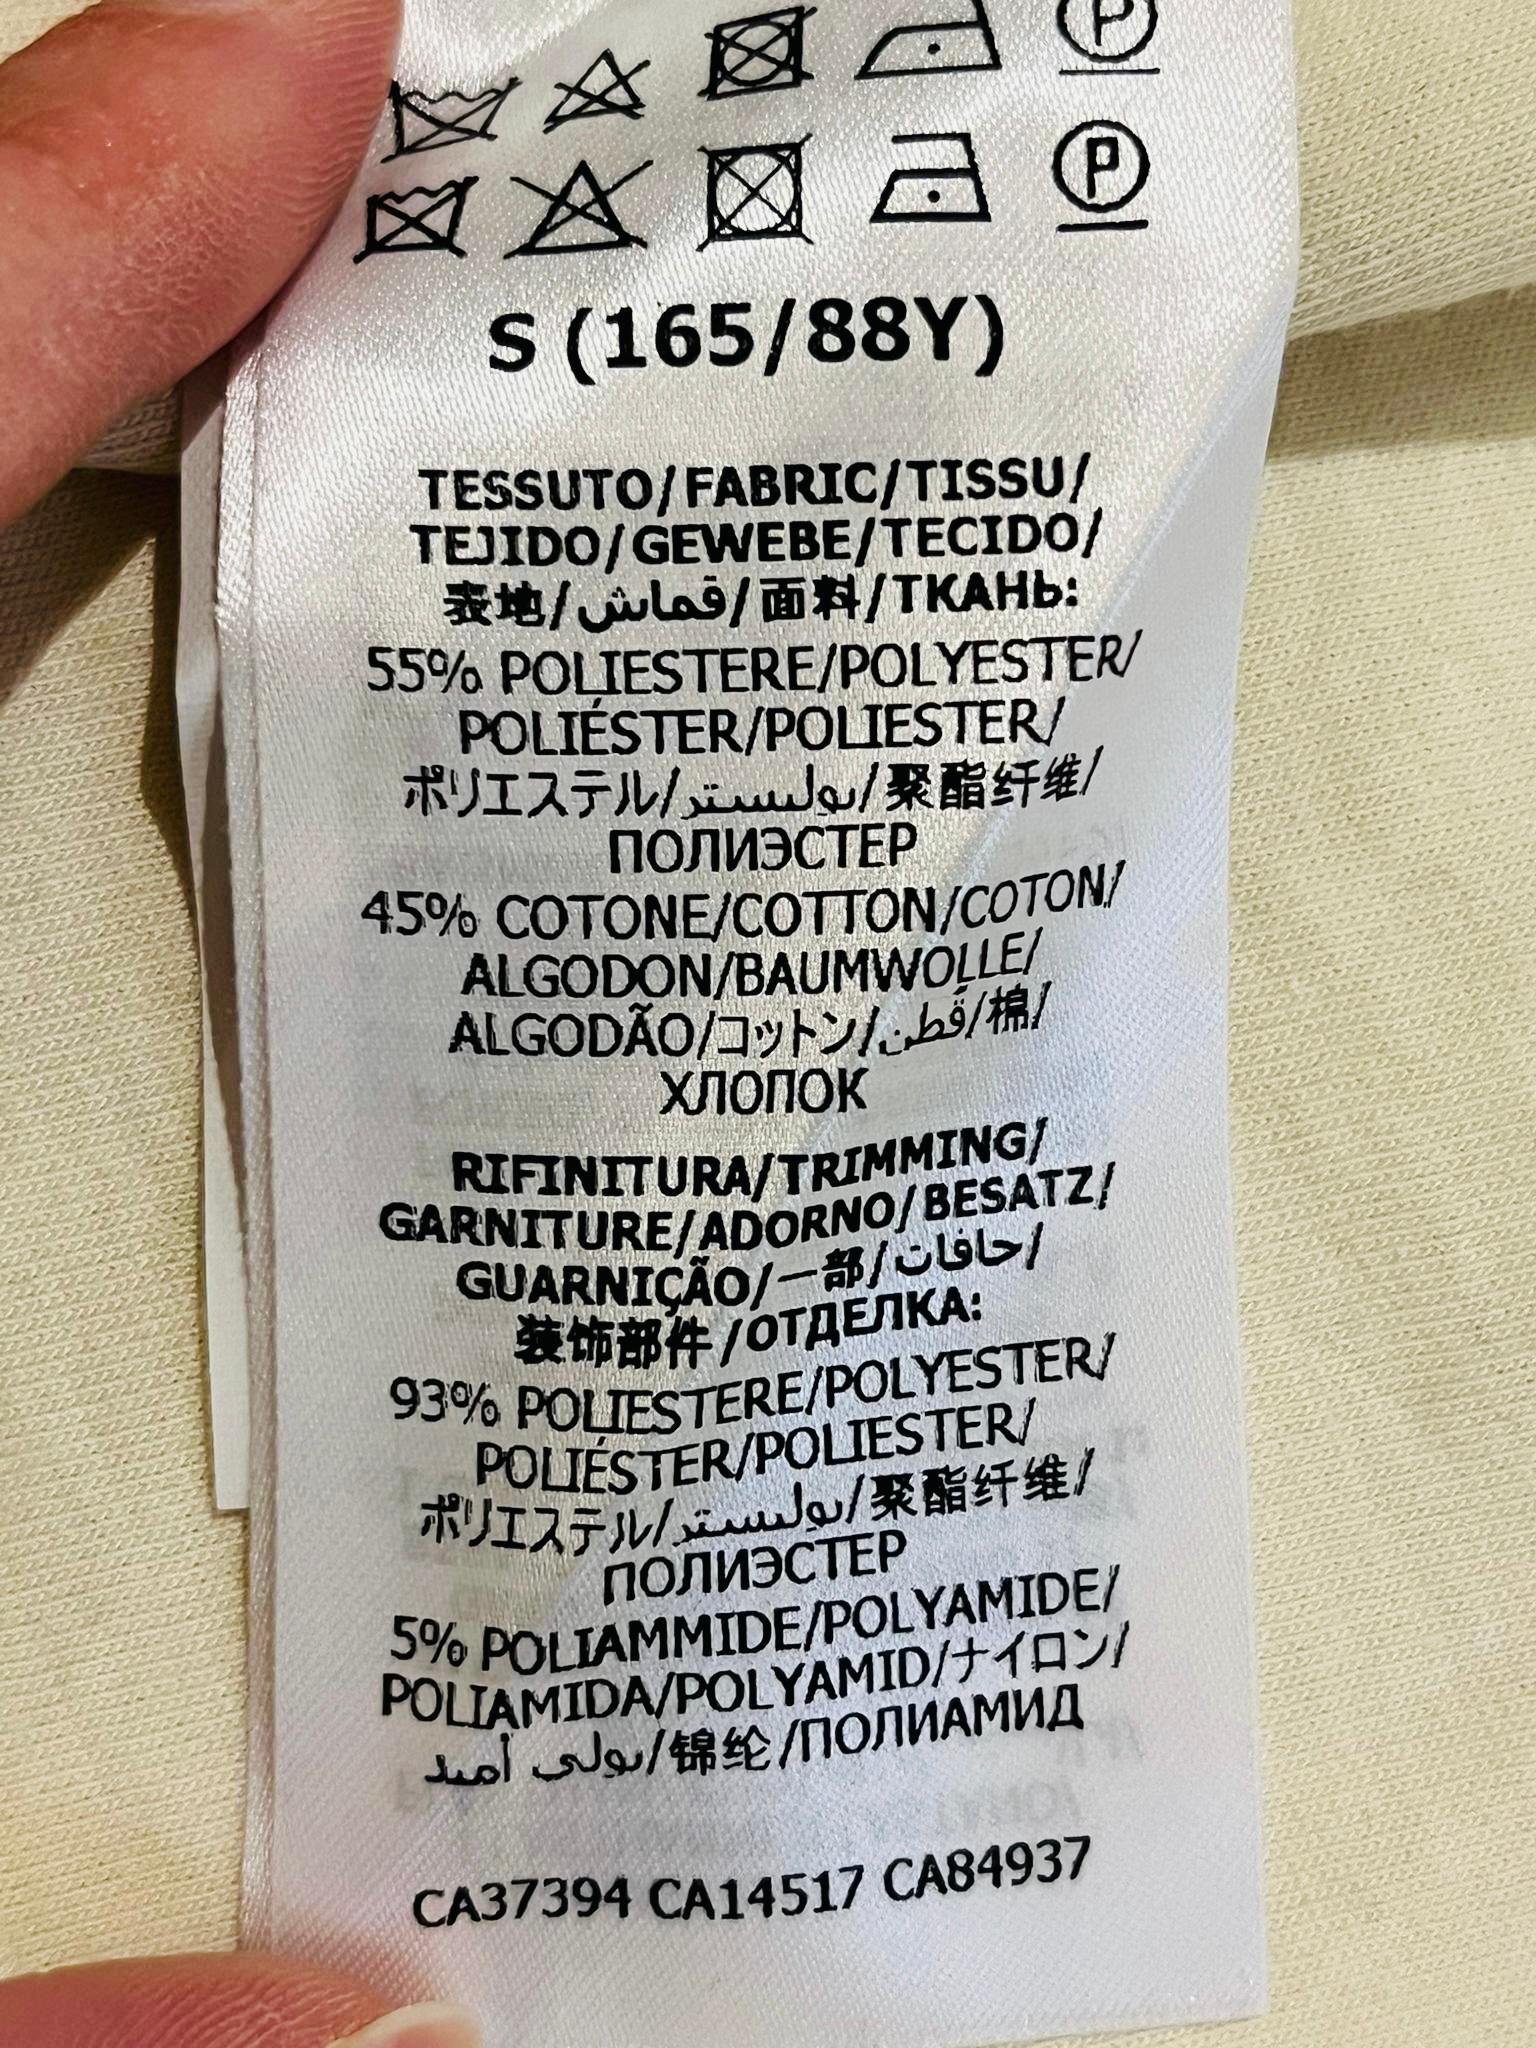 P
P
S (165/88Y)
TESSUTO/FABRIC/TISSU/
TEJIDO/GEWEBE/TECIDO/
表地/قماش/面料/ТКАНЬ:
55% POLIESTERE/POLYESTER/
POLIÉSTER/POLIESTER/
ポリエステル/بوليستر/聚酯纤维/
ПОЛИЭСТЕР
45% COTONE/COTTON/COTON/
ALGODON/BAUMWOLLE/
ALGODÃO/コットン/قطن/棉/
ХЛОПОК
RIFINITURA/TRIMMING/
GARNITURE/ADORNO/BESATZ/
GUARNIÇÃO/一部/حافات/
装饰部件/ОТДЕЛКА:
93% POLIESTERE/POLYESTER/
POLIÉSTER/POLIESTER/
ポリエステル/بوليستر/聚酯纤维/
ПОЛИЭСТЕР
5% POLIAMMIDE/POLYAMIDE/
POLIAMIDA/POLYAMID/ナイロン/
بولي أميد/锦纶/ПОЛИАМИД
CA37394 CA14517 CA84937